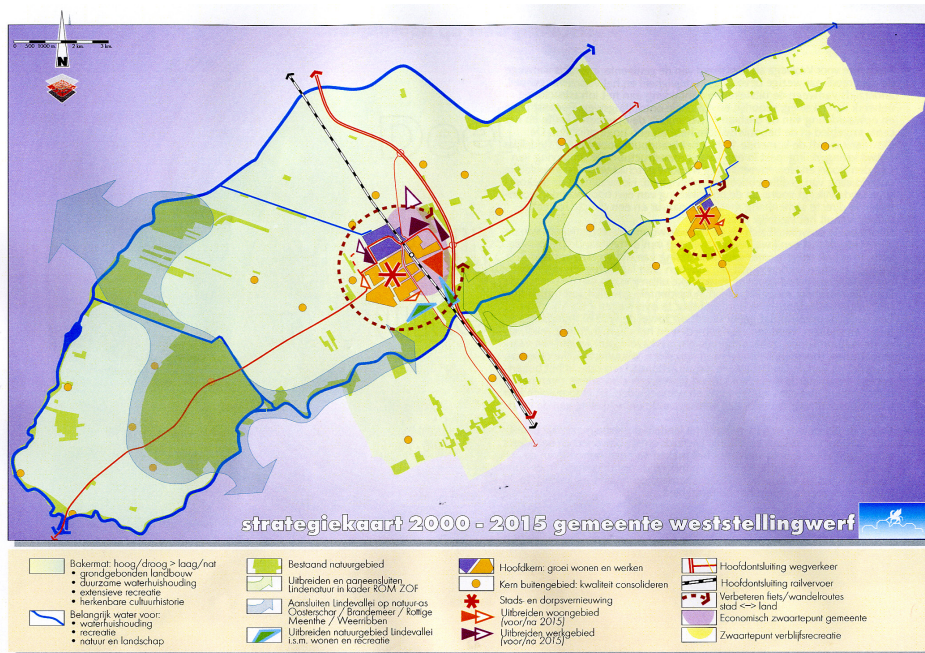 0 500 1000 m. 2 km. 3 km.
N
strategiekaart 2000 - 2015 gemeente weststellingwerf
Bakermat: hoog/droog > laag/nat
• grondgebonden landbouw
• duurzame waterhuishouding
• extensieve recreatie
• herkenbare cultuurhistorie
Belangrijk water voor:
• waterhuishouding
• recreatie
• natuur en landschap
Bestaand natuurgebied
Uitbreiden en aaneensluiten
Lindenatuur in kader ROM ZOF
Aansluiten Lindevallei op natuur-as
Oosterschar / Brandemeer / Rottige
Meenthe / Weerribben
Uitbreiden natuurgebied Lindevallei
i.s.m. wonen en recreatie
Hoofdkern: groei wonen en werken
Kern buitengebied: kwaliteit consolideren
Stads- en dorpsvernieuwing
Uitbreiden woongebied
(voor/na 2015)
Uitbreiden werkgebied
(voor/na 2015)
Hoofdontsluiting wegverkeer
Hoofdontsluiting railvervoer
Verbeteren fiets/wandelroutes
stad <-> land
Economisch zwaartepunt gemeente
Zwaartepunt verblijfsrecreatie